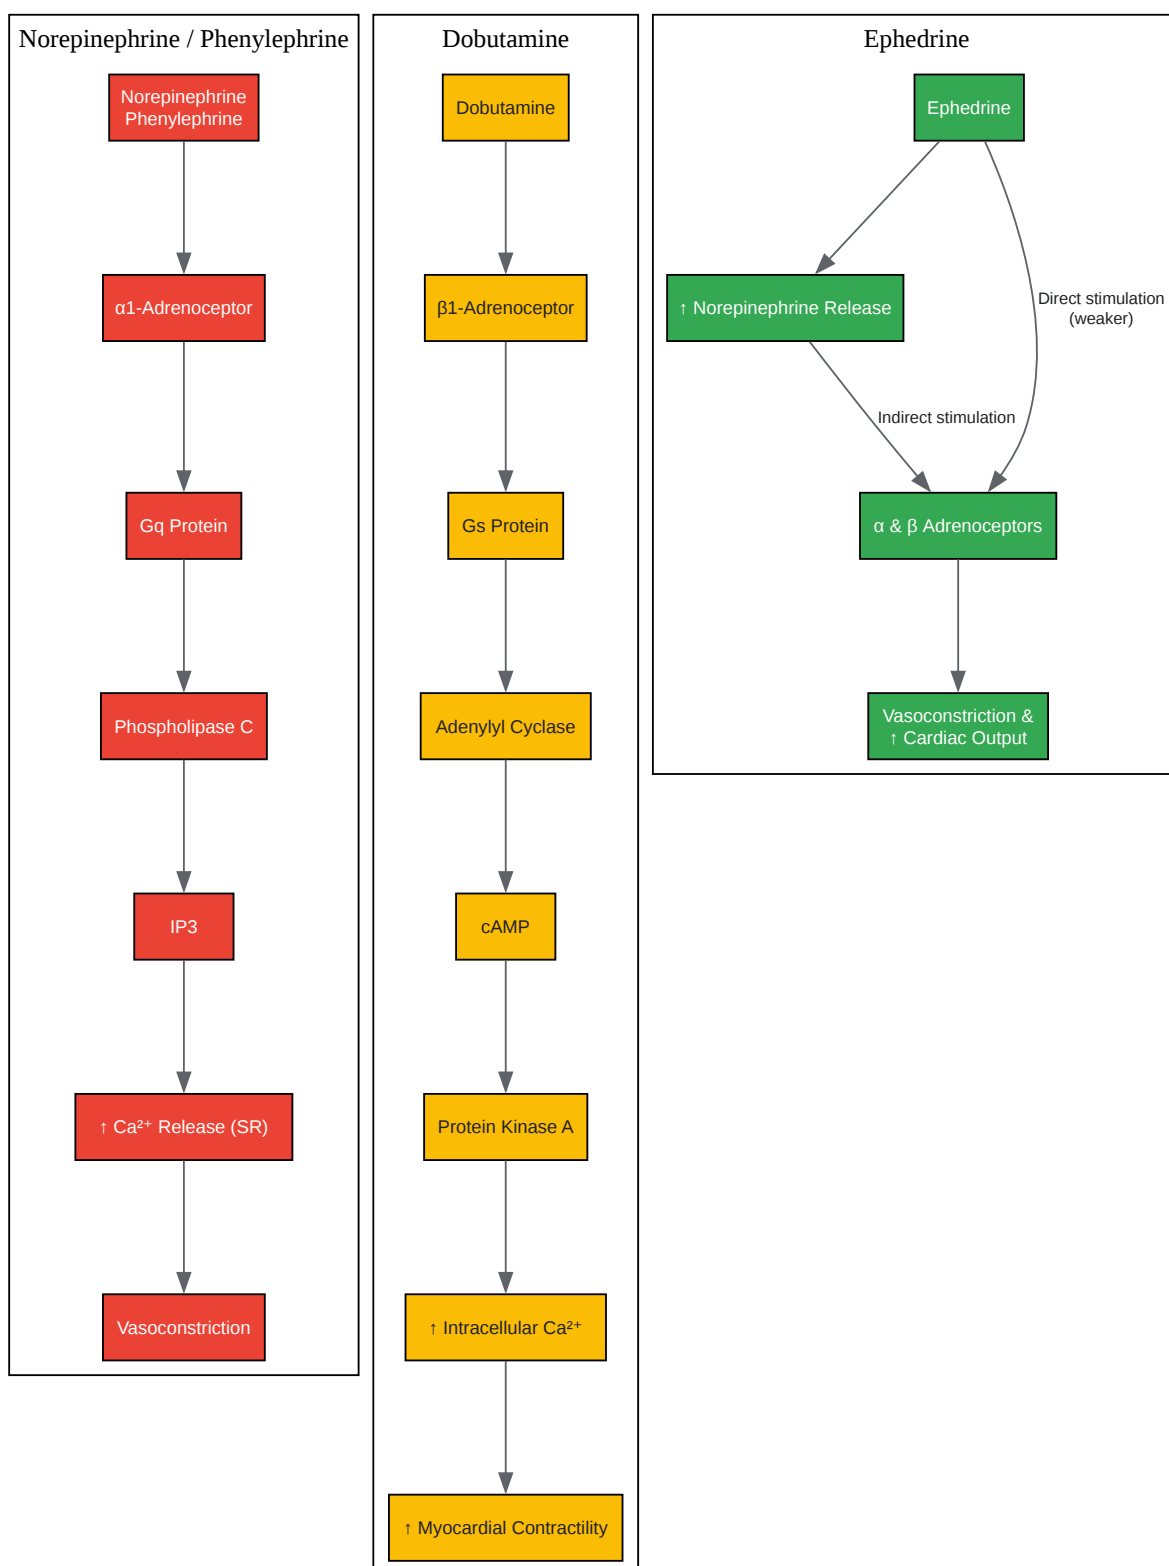 Norepinephrine / Phenylephrine
Norepinephrine
Phenylephrine
α1-Adrenoceptor
Gq Protein
Phospholipase C
IP3
↑ Ca²⁺ Release (SR)
Vasoconstriction
Dobutamine
Dobutamine
β1-Adrenoceptor
Gs Protein
Adenylyl Cyclase
cAMP
Protein Kinase A
↑ Intracellular Ca²⁺
↑ Myocardial Contractility
Ephedrine
Ephedrine
↑ Norepinephrine Release
Direct stimulation
(weaker)
Indirect stimulation
α & β Adrenoceptors
Vasoconstriction &
↑ Cardiac Output